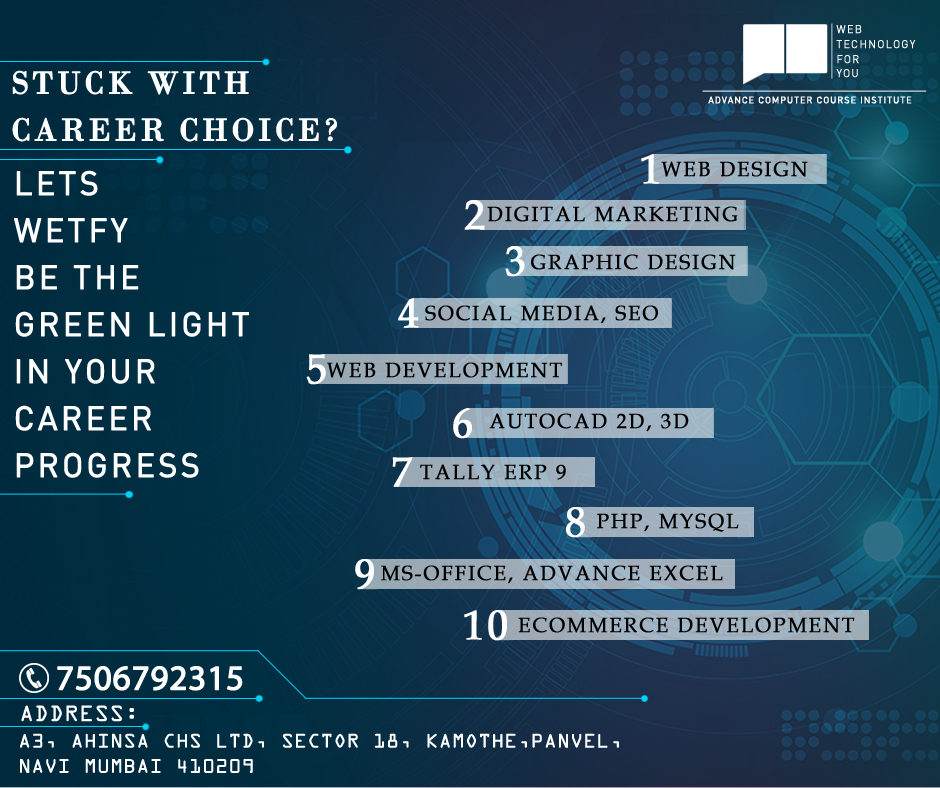 WEB
TECHNOLOGY
FOR
YOU
ADVANCE COMPUTER COURSE INSTITUTE
STUCK WITH
CAREER CHOICE?
LETS
WETFY
BE THE
GREEN LIGHT
IN YOUR
CAREER
PROGRESS
1 WEB DESIGN
2 DIGITAL MARKETING
3 GRAPHIC DESIGN
4 SOCIAL MEDIA, SEO
5 WEB DEVELOPMENT
6 AUTOCAD 2D, 3D
7 TALLY ERP 9
8 PHP, MYSQL
9 MS-OFFICE, ADVANCE EXCEL
10 ECOMMERCE DEVELOPMENT
7506792315
ADDRESS:
A3, AHINSA CHS LTD, SECTOR 18, KAMOTHE,PANVEL,
NAVI MUMBAI 410209